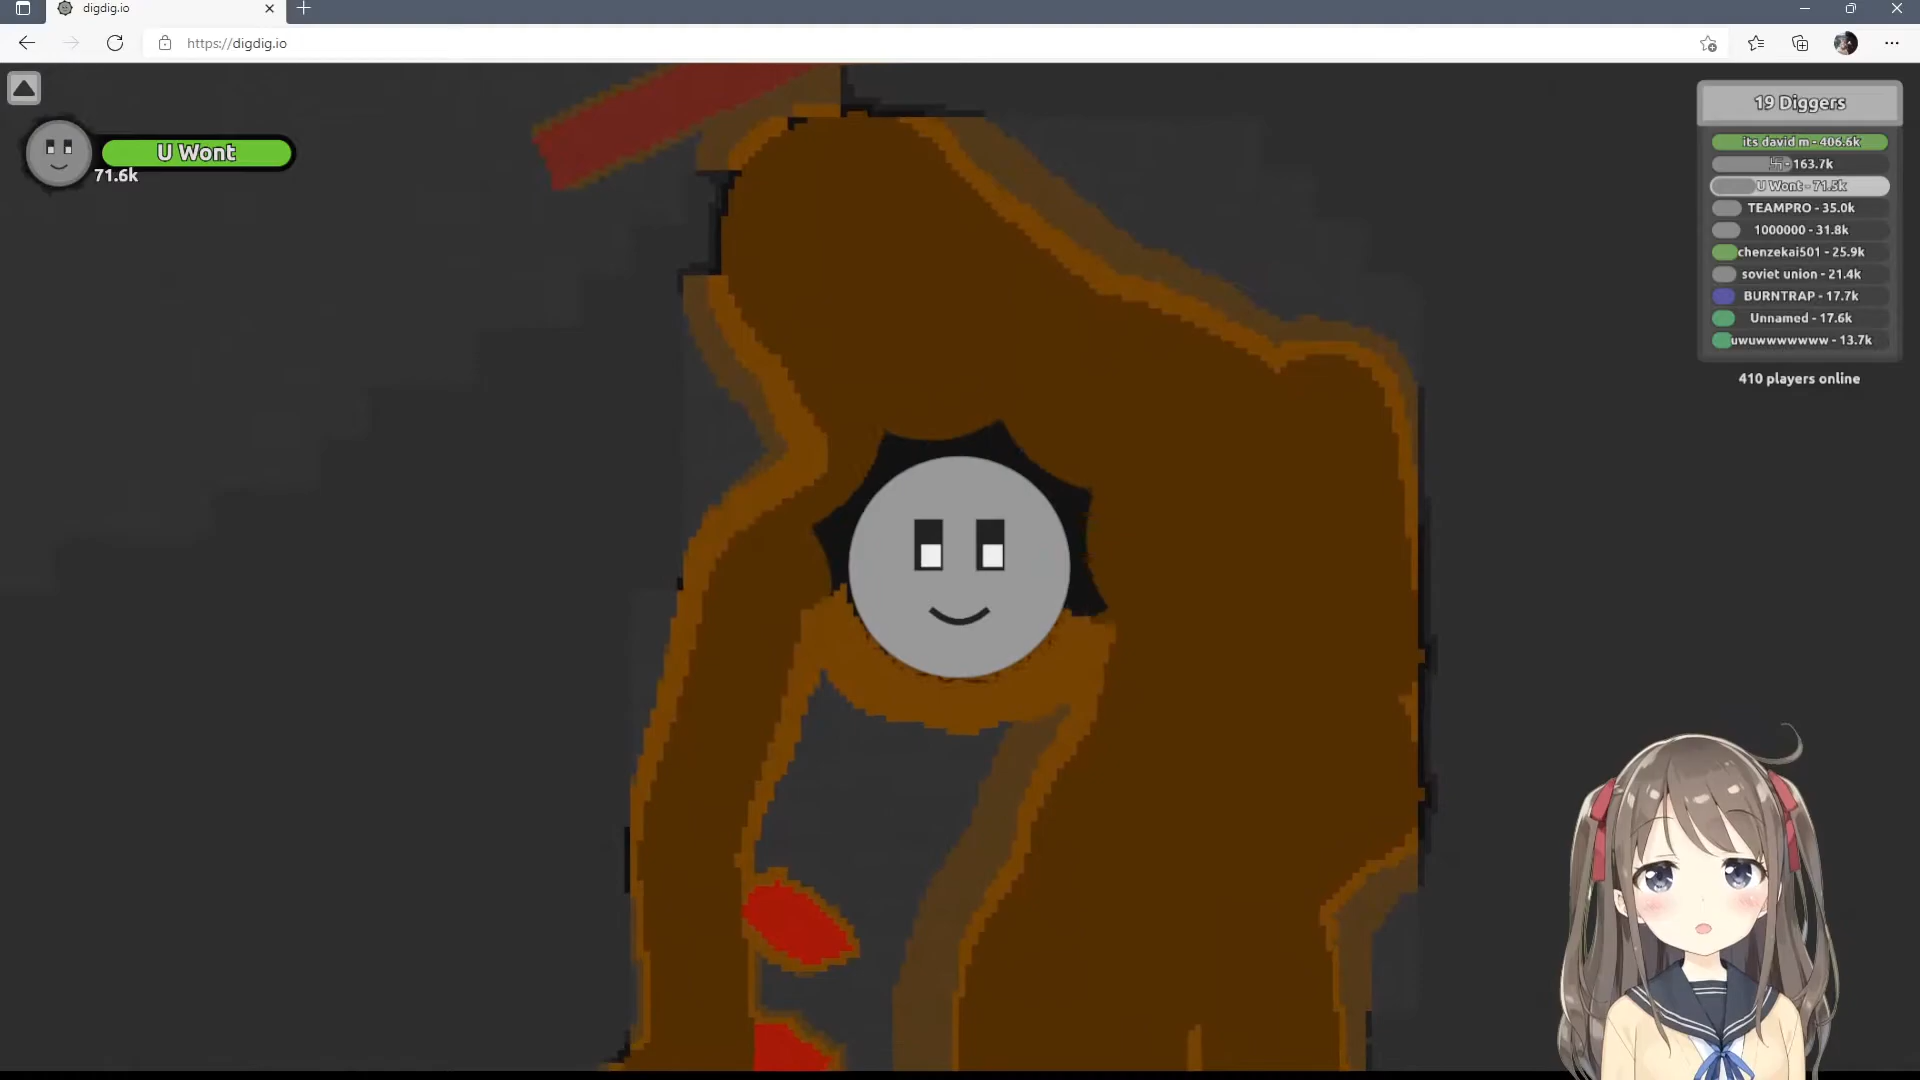 digdig.io
https://digdig.io
U Wont
71.6k
19 Diggers
its david m - 406.6k
卐 - 163.7k
U Wont - 71.5k
TEAMPRO - 35.0k
1000000 - 31.8k
chenzekai501 - 25.9k
soviet union - 21.4k
BURNTRAP - 17.7k
Unnamed - 17.6k
uwuwwwwwww - 13.7k
410 players online